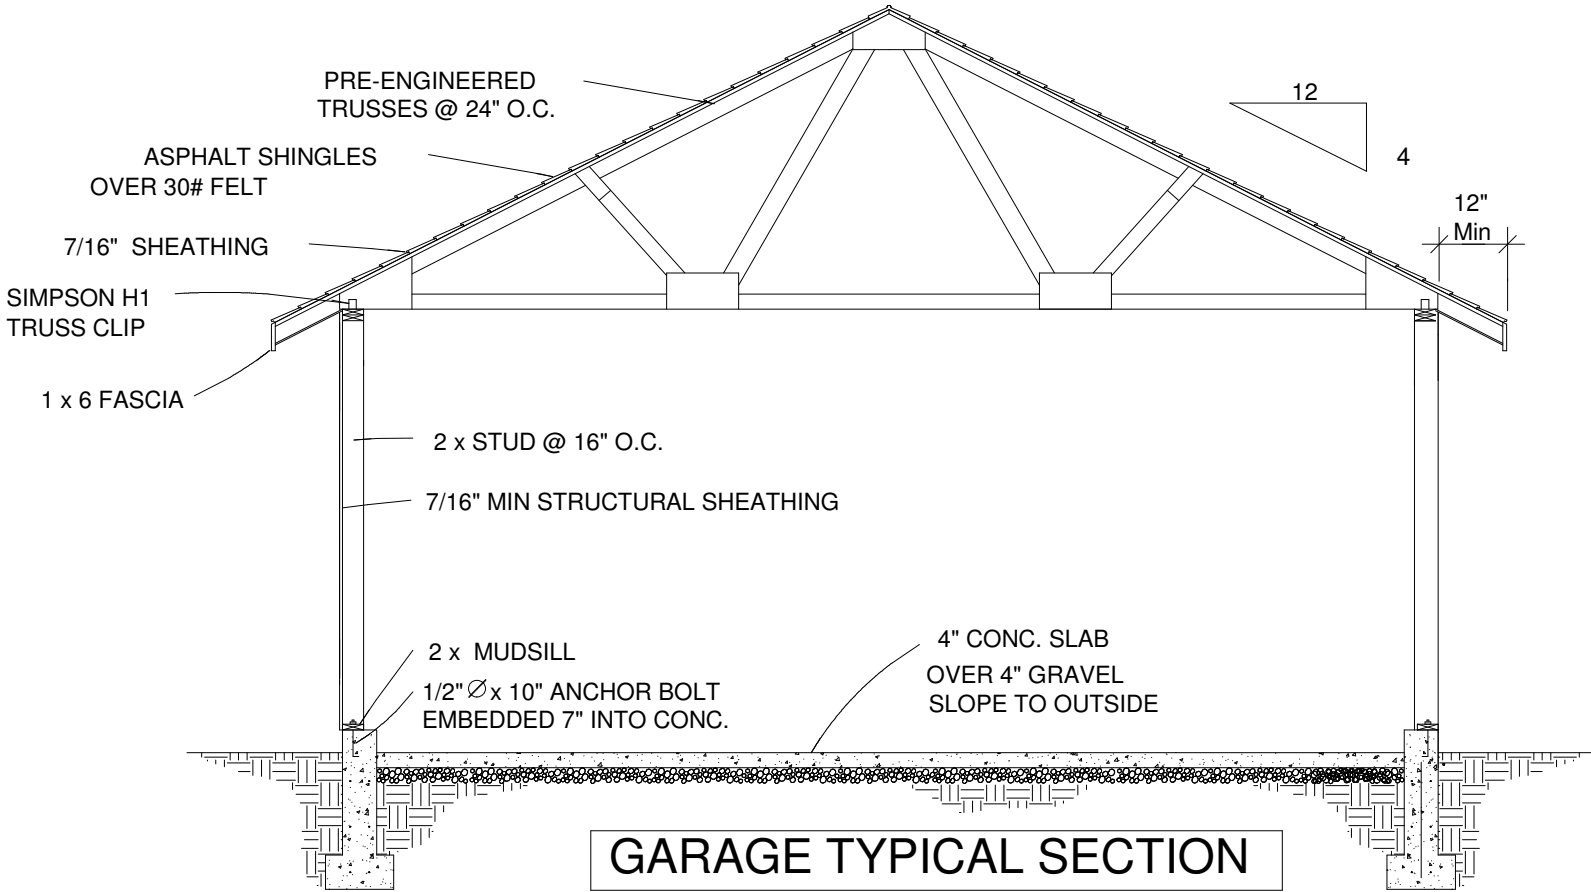 PRE-ENGINEERED
TRUSSES @ 24" O.C.
ASPHALT SHINGLES
OVER 30# FELT
7/16" SHEATHING
SIMPSON H1
TRUSS CLIP
1 x 6 FASCIA
12
4
12"
Min
2 x STUD @ 16" O.C.
7/16" MIN STRUCTURAL SHEATHING
2 x MUDSILL
1/2" Ø x 10" ANCHOR BOLT
EMBEDDED 7" INTO CONC.
4" CONC. SLAB
OVER 4" GRAVEL
SLOPE TO OUTSIDE
GARAGE TYPICAL SECTION